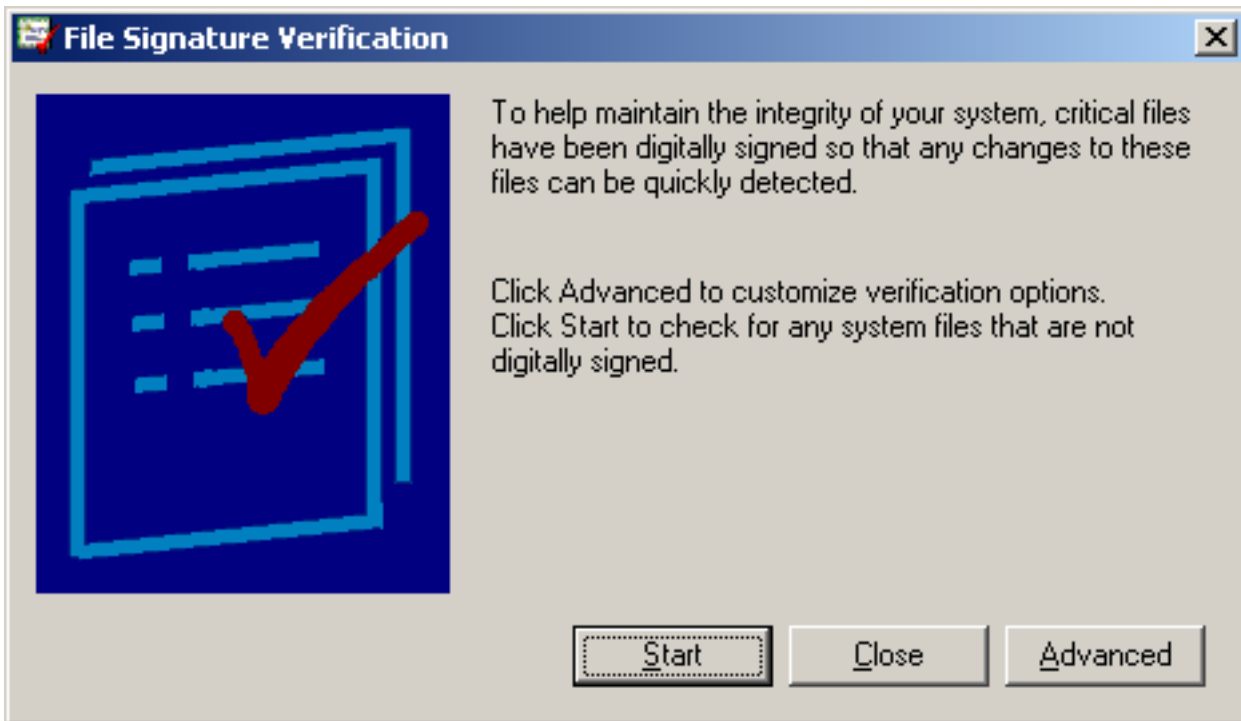 File Signature Verification
To help maintain the integrity of your system, critical files
have been digitally signed so that any changes to these
files can be quickly detected.
Click Advanced to customize verification options.
Click Start to check for any system files that are not
digitally signed.
Start Close Advanced